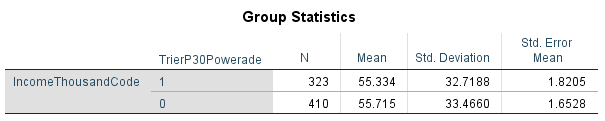 Group Statistics
TrierP30Powerade N Mean Std. Deviation Std. Error Mean
IncomeThousandCode 1 323 55.334 32.7188 1.8205
0 410 55.715 33.4660 1.6528